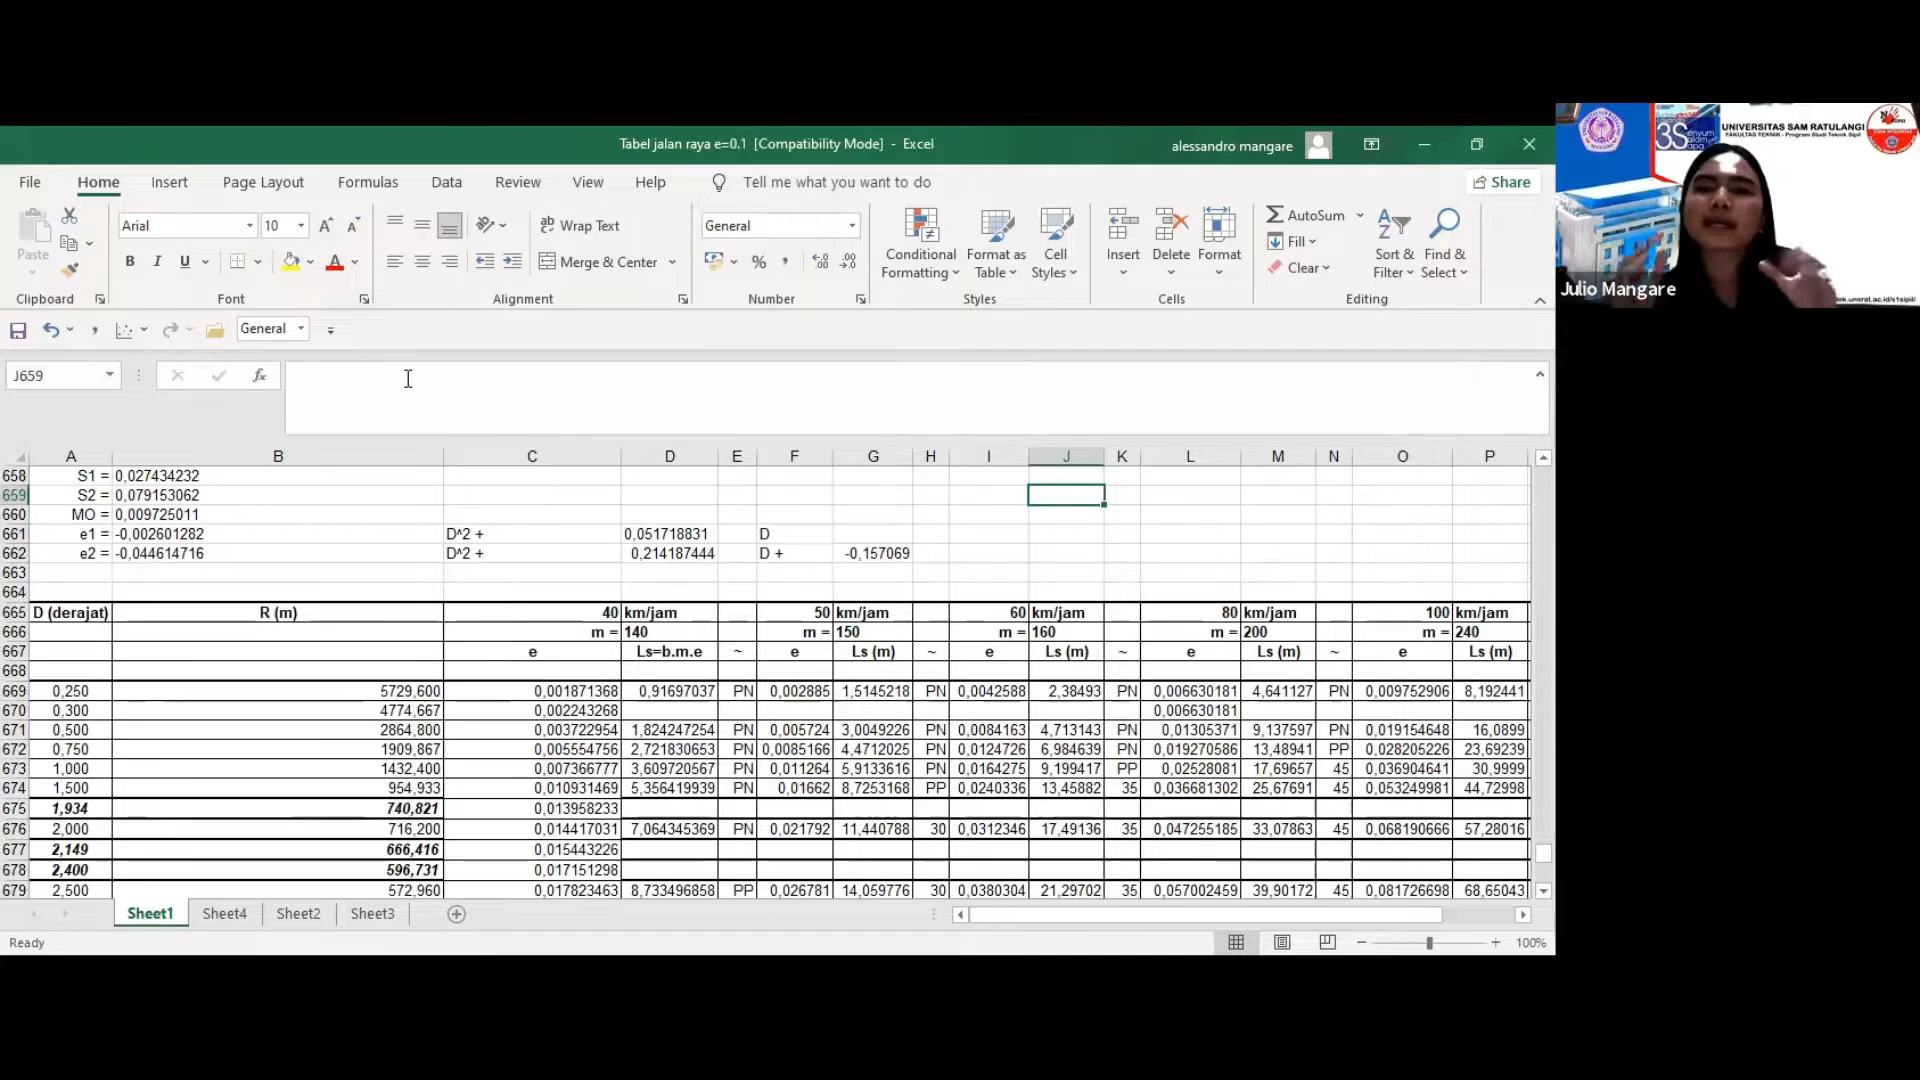 Tabel jalan raya e=0.1 [Compatibility Mode] - Excel
alessandro mangare
File Home Insert Page Layout Formulas Data Review View Help Tell me what you want to do Share
Paste
Arial 10
Wrap Text
General
B I U
Merge & Center
Conditional Formatting
Format as Table
Cell Styles
Insert
Delete
Format
AutoSum
Fill
Clear
Sort & Filter
Find & Select
Clipboard Font Alignment Number Styles Cells Editing
General
J659
fx
A B C D E F G H I J K L M N O P
658 S1 = 0,027434232
659 S2 = 0,079153062
660 MO = 0,009725011
661 e1 = -0,002601282 D^2 + 0,051718831 D
662 e2 = -0,044614716 D^2 + 0,214187444 D + -0,157069
663
664
665 D (derajat) R (m) 40 km/jam 50 km/jam 60 km/jam 80 km/jam 100 km/jam
666 m = 140 m = 150 m = 160 m = 200 m = 240
667 e Ls=b.m.e ~ e Ls (m) ~ e Ls (m) ~ e Ls (m) ~ e Ls (m)
668
669 0,250 5729,600 0,001871368 0,91697037 PN 0,002885 1,5145218 PN 0,0042588 2,38493 PN 0,006630181 4,641127 PN 0,009752906 8,192441
670 0,300 4774,667 0,002243268 0,006630181
671 0,500 2864,800 0,003722954 1,824247254 PN 0,005724 3,0049226 PN 0,0084163 4,713143 PN 0,01305371 9,137597 PN 0,019154648 16,0899
672 0,750 1909,867 0,005554756 2,721830653 PN 0,0085166 4,4712025 PN 0,0124726 6,984639 PN 0,019270586 13,48941 PP 0,028205226 23,69239
673 1,000 1432,400 0,007366777 3,609720567 PN 0,011264 5,9133616 PN 0,0164275 9,199417 PP 0,02528081 17,69657 45 0,036904641 30,9999
674 1,500 954,933 0,010931469 5,356419939 PN 0,01662 8,7253168 PP 0,0240336 13,45882 35 0,036681302 25,67691 45 0,053249981 44,72998
675 1,934 740,821 0,013958233
676 2,000 716,200 0,014417031 7,064345369 PN 0,021792 11,440788 30 0,0312346 17,49136 35 0,047255185 33,07863 45 0,068190666 57,28016
677 2,149 666,416 0,015443226
678 2,400 596,731 0,017151298
679 2,500 572,960 0,017823463 8,733496858 PP 0,026781 14,059776 30 0,0380304 21,29702 35 0,057002459 39,90172 45 0,081726698 68,65043
Sheet1 Sheet4 Sheet2 Sheet3
Ready
100%
UNIVERSITAS SAM RATULANGI
FAKULTAS TEKNIK - Program Studi Teknik Sipil
3S
Julio Mangare